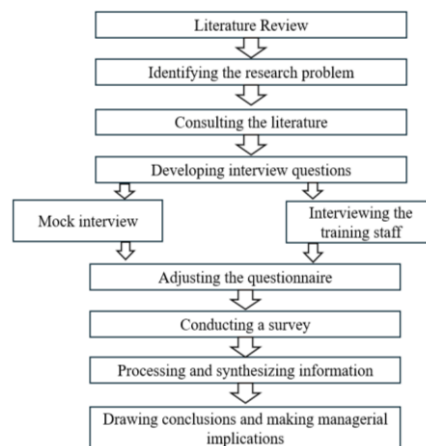 Literature Review
Identifying the research problem
Consulting the literature
Developing interview questions
Mock interview
Interviewing the
training staff
Adjusting the questionnaire
Conducting a survey
Processing and synthesizing information
Drawing conclusions and making managerial
implications